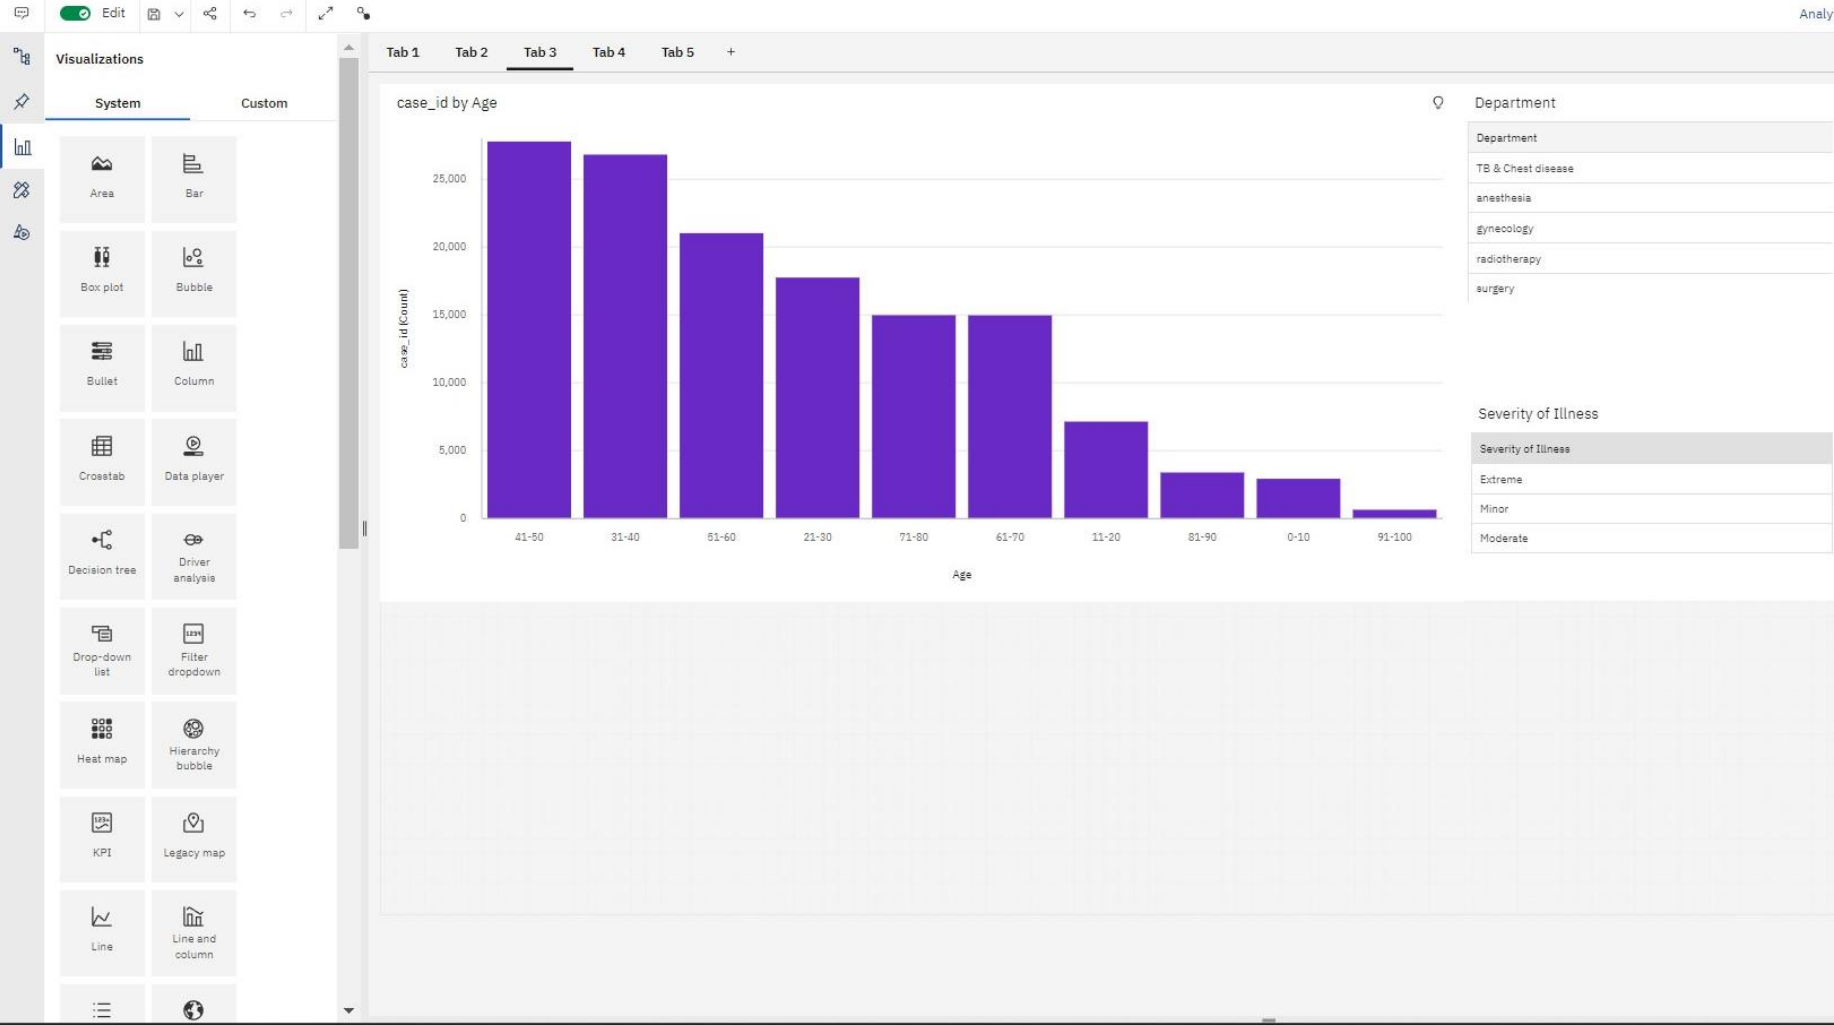 Edit
Analy
Visualizations
System
Custom
Area
Bar
Box plot
Bubble
Bullet
Column
Crosstab
Data player
Decision tree
Driver
analysis
Drop-down
list
Filter
dropdown
Heat map
Hierarchy
bubble
KPI
Legacy map
Line
Line and
column
Tab 1
Tab 2
Tab 3
Tab 4
Tab 5
+
case_id by Age
case_id (Count)
25,000
20,000
15,000
10,000
5,000
0
41-50
31-40
51-60
21-30
71-80
61-70
11-20
81-90
0-10
91-100
Age
Department
Department
TB & Chest disease
anesthesia
gynecology
radiotherapy
surgery
Severity of Illness
Severity of Illness
Extreme
Minor
Moderate